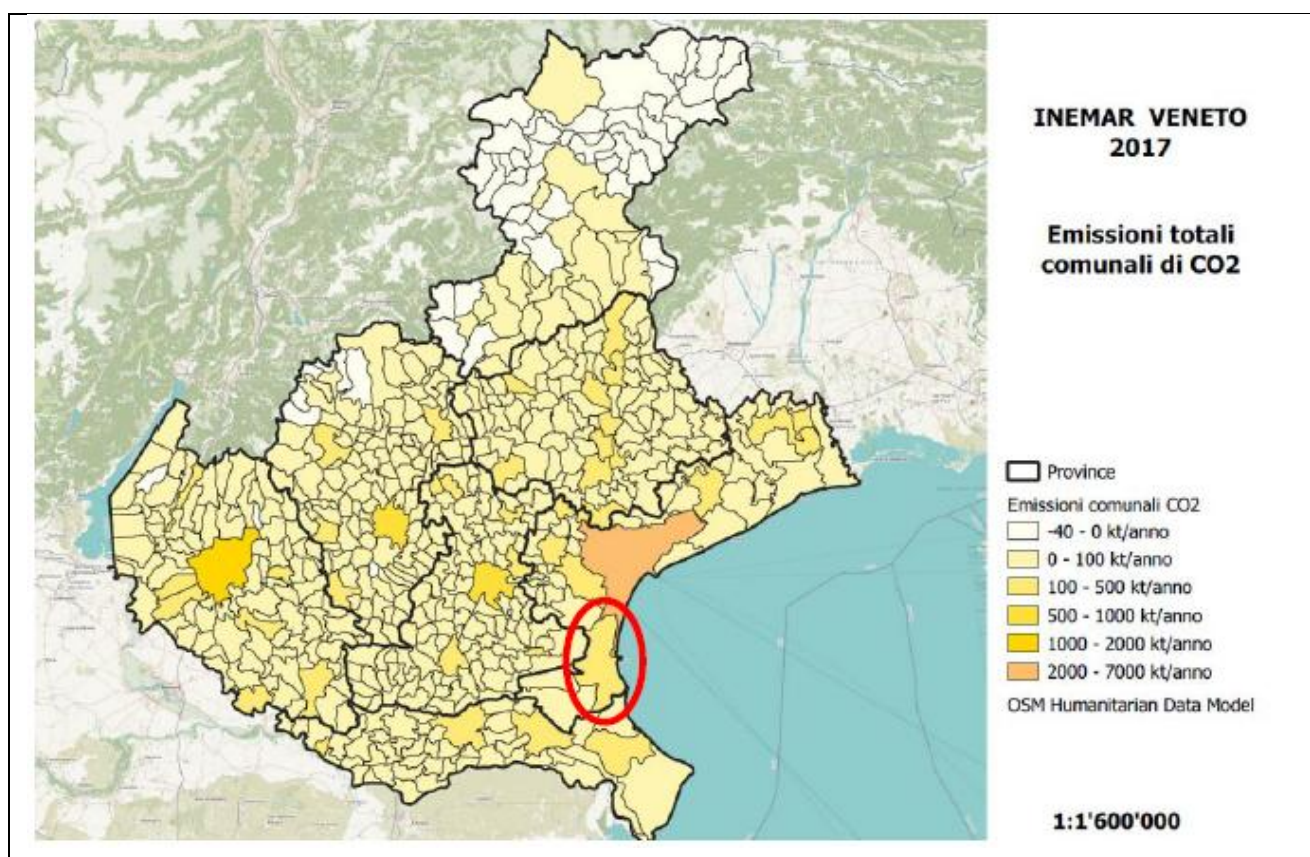 INEMAR VENETO
2017
Emissioni totali
comunali di CO2
Province
Emissioni comunali CO2
-40 - 0 kt/anno
0 - 100 kt/anno
100 - 500 kt/anno
500 - 1000 kt/anno
1000 - 2000 kt/anno
2000 - 7000 kt/anno
OSM Humanitarian Data Model
1:1'600'000